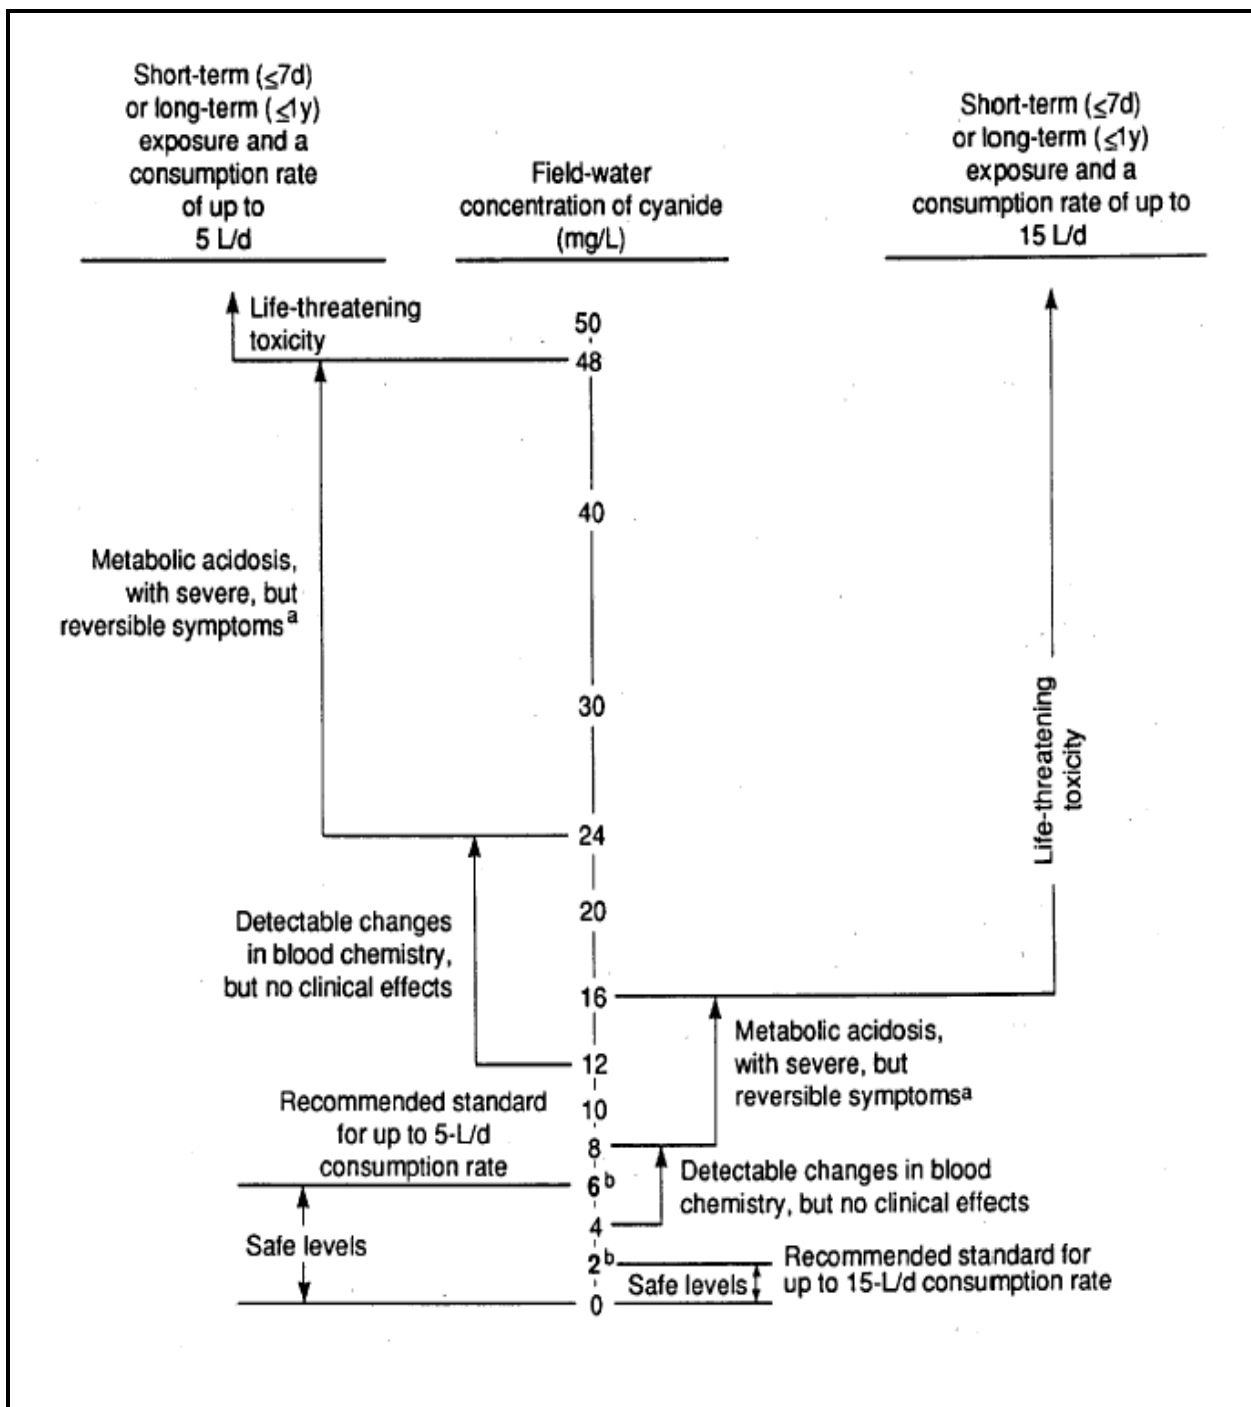 Short-term (≤7d)
or long-term (≤1y)
exposure and a
consumption rate
of up to
5 L/d
Field-water
concentration of cyanide
(mg/L)
Short-term (≤7d)
or long-term (≤1y)
exposure and a
consumption rate of up to
15 L/d
Life-threatening
toxicity
50
48
Metabolic acidosis,
with severe, but
reversible symptomsᵃ
40
30
Life-threatening
toxicity
24
Detectable changes
in blood chemistry,
but no clinical effects
20
16
Metabolic acidosis,
with severe, but
reversible symptomsᵃ
12
10
Recommended standard
for up to 5-L/d
consumption rate
8
Detectable changes in blood
chemistry, but no clinical effects
6ᵇ
4
Safe levels
2ᵇ
Recommended standard for
up to 15-L/d consumption rate
Safe levels
0